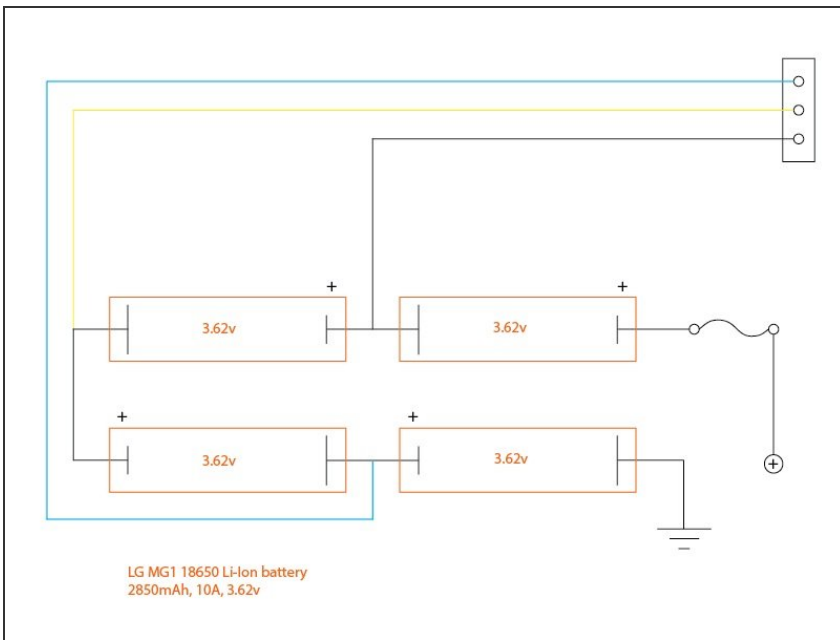 +
+
3.62v
3.62v
+
+
3.62v
3.62v
+
LG MG1 18650 Li-Ion battery
2850mAh, 10A, 3.62v